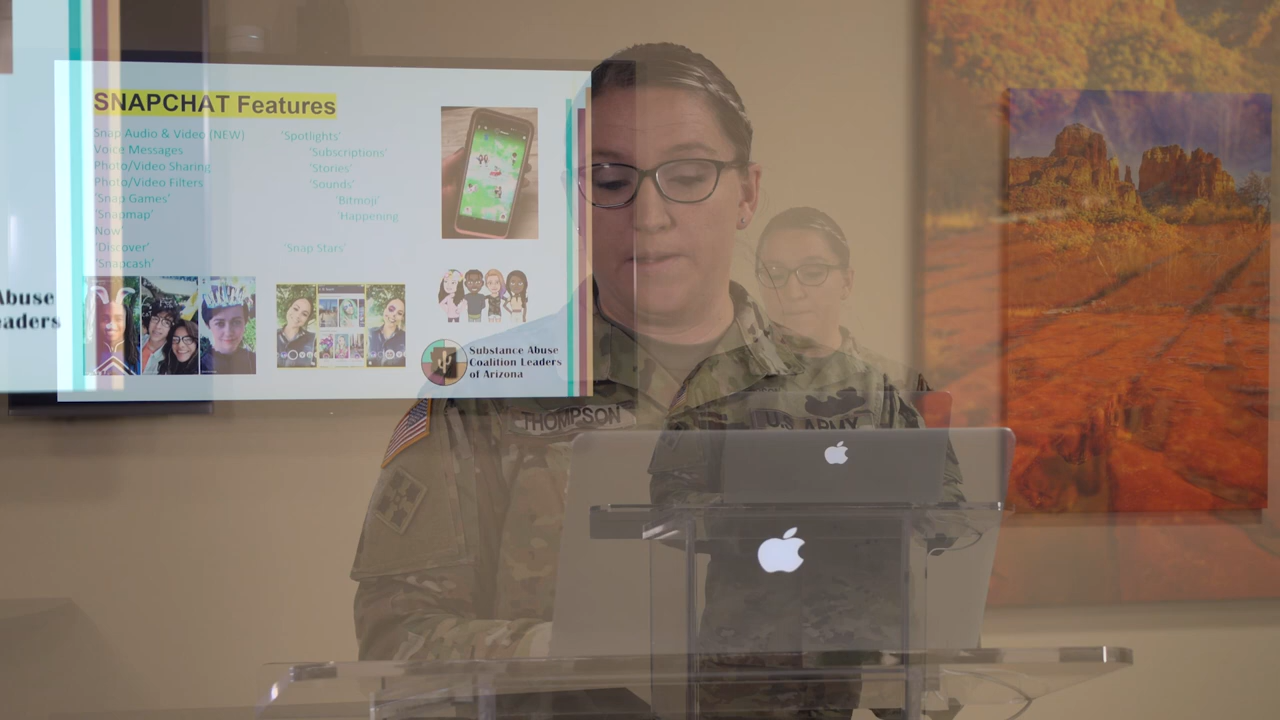 SNAPCHAT Features
Snap Audio & Video (NEW)
Voice Messages
Photo/Video Sharing
Photo/Video Filters
'Snap Games'
'Snapmap'
Now'
'Discover'
'Snapcash'
'Spotlights'
'Subscriptions'
'Stories'
'Sounds'
'Bitmoji'
'Happening
'Snap Stars'
Substance Abuse
Coalition Leaders
of Arizona
Abuse
eaders
THOMPSON
U.S. ARMY